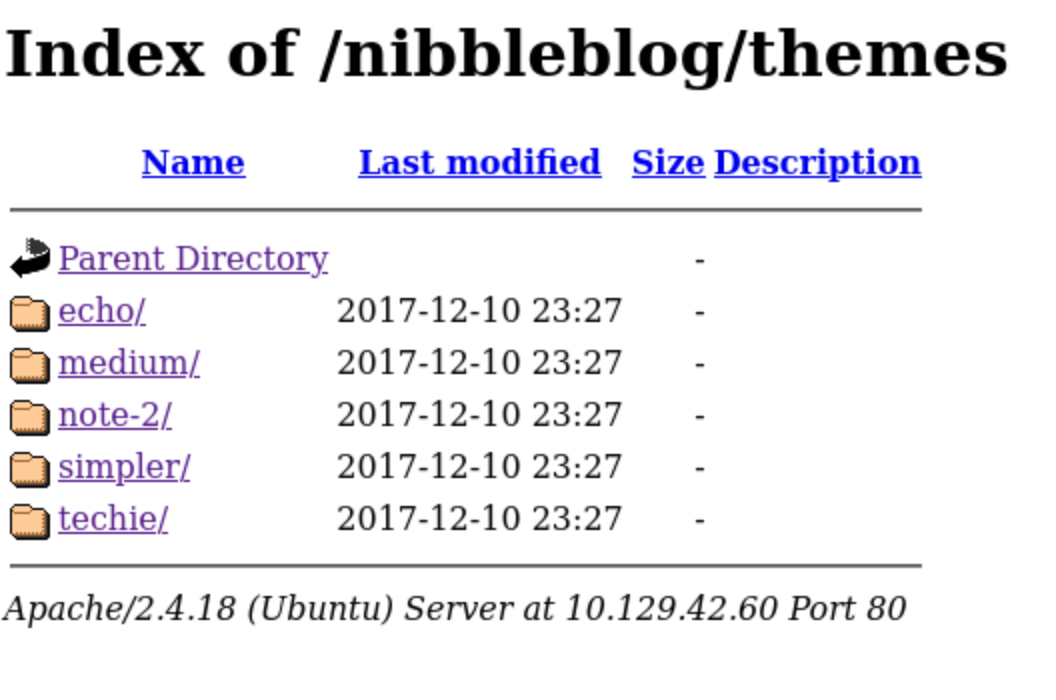 Index of /nibbleblog/themes
Name Last modified Size Description
Parent Directory -
echo/ 2017-12-10 23:27 -
medium/ 2017-12-10 23:27 -
note-2/ 2017-12-10 23:27 -
simpler/ 2017-12-10 23:27 -
techie/ 2017-12-10 23:27 -
Apache/2.4.18 (Ubuntu) Server at 10.129.42.60 Port 80